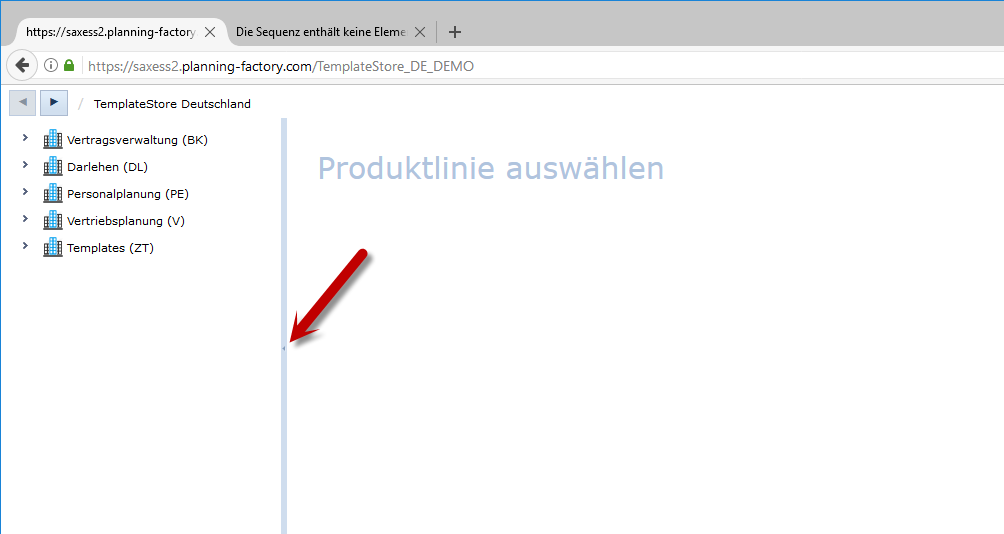 https://saxess2.planning-factory
Die Sequenz enthält keine Eleme
https://saxess2.planning-factory.com/TemplateStore_DE_DEMO
/ TemplateStore Deutschland
Vertragsverwaltung (BK)
Darlehen (DL)
Personalplanung (PE)
Vertriebsplanung (V)
Templates (ZT)
Produktlinie auswählen